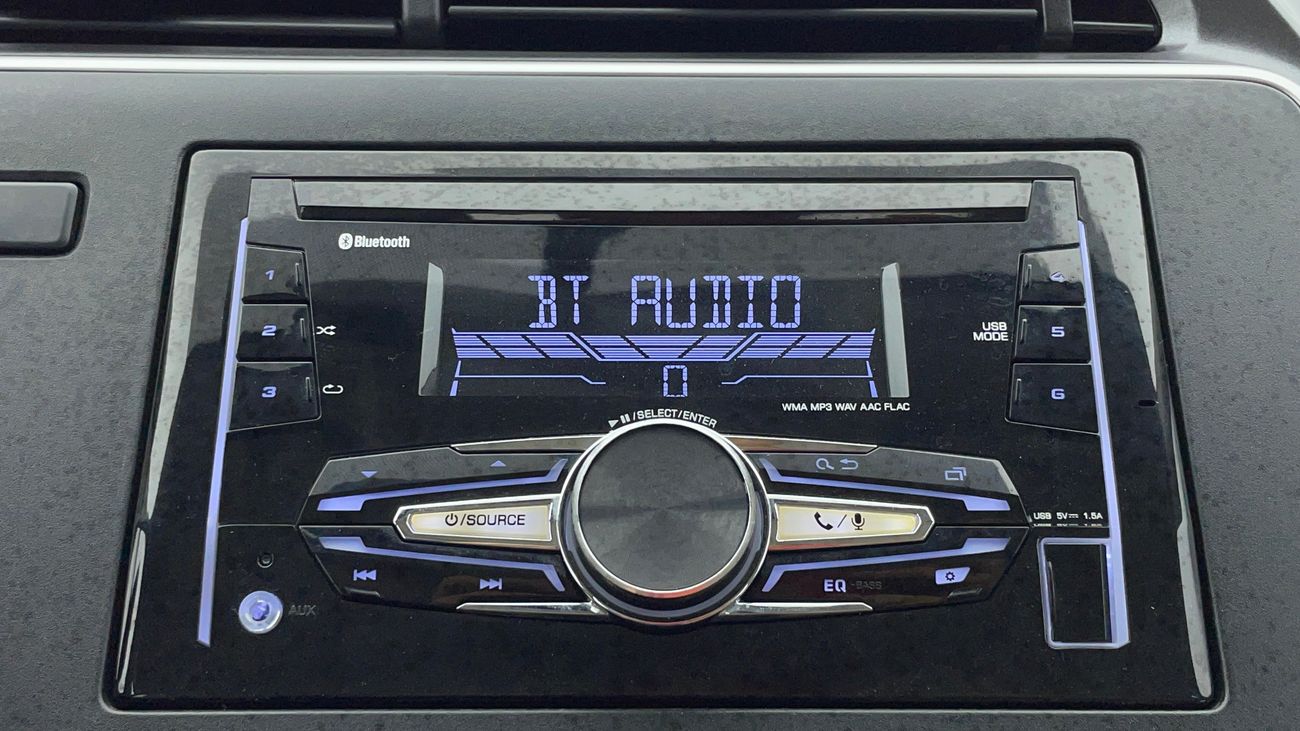 Bluetooth
1
4
BT AUDIO
2
USB MODE
5
0
3
6
WMA MP3 WAV AAC FLAC
/SELECT/ENTER
/SOURCE
/
USB 5V 1.5A
EQ -BASS
AUX